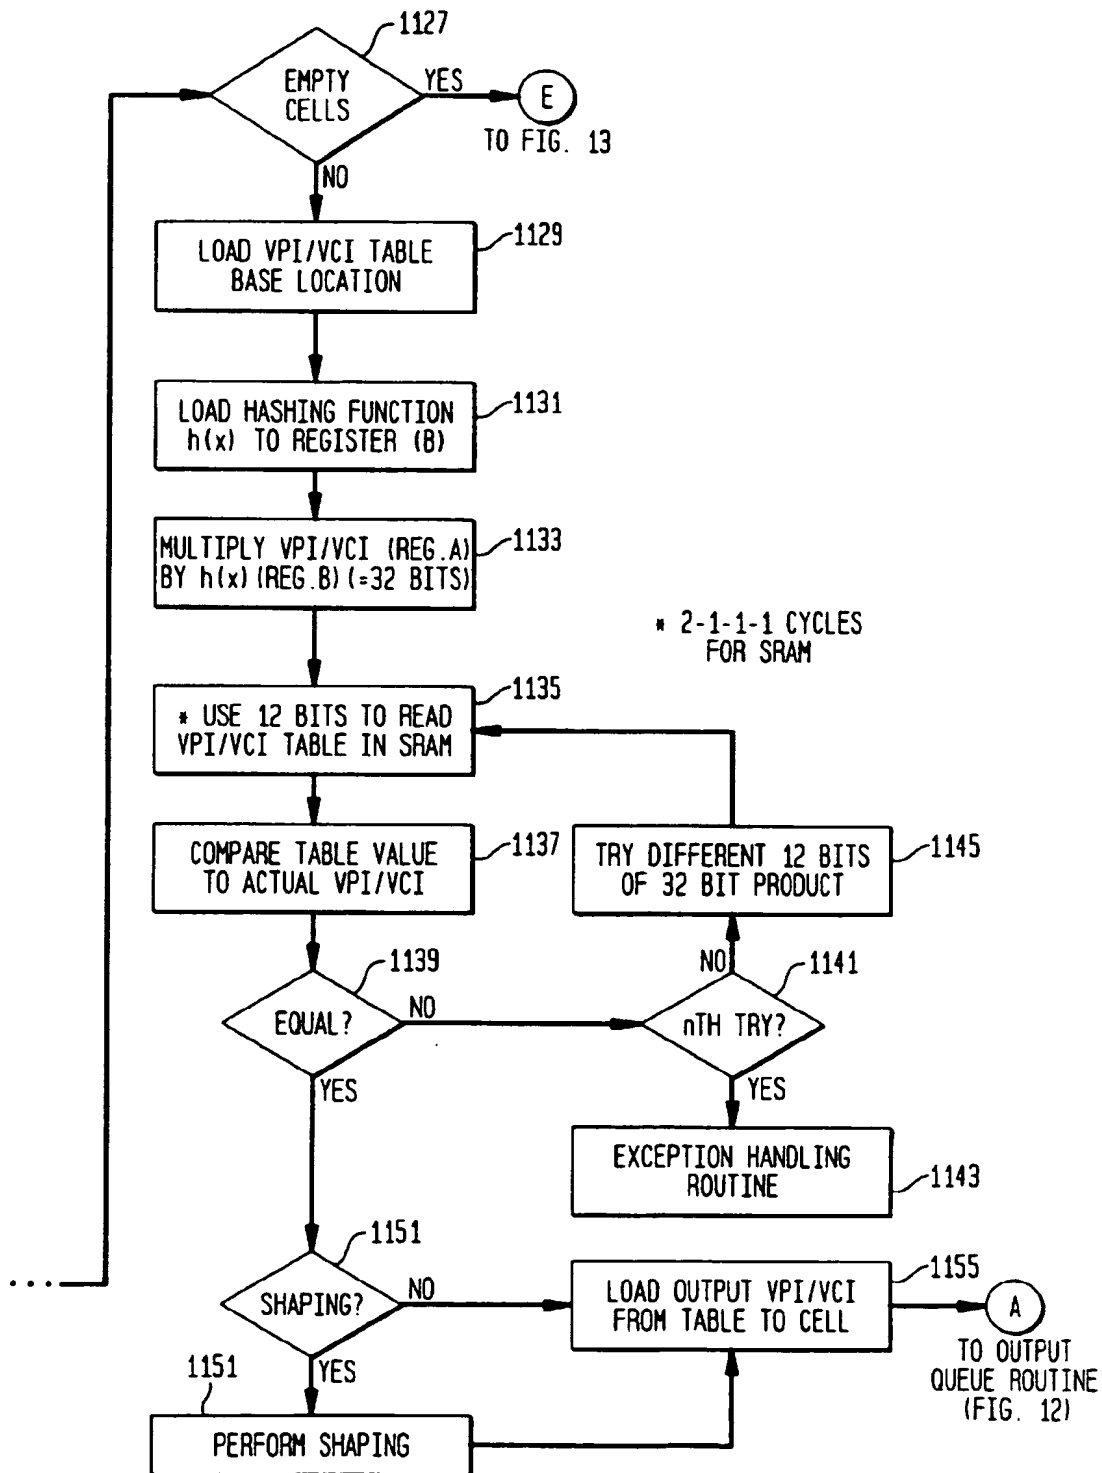 1127
EMPTY
CELLS
YES
E
TO FIG. 13
NO
1129
LOAD VPI/VCI TABLE
BASE LOCATION
1131
LOAD HASHING FUNCTION
h(x) TO REGISTER (B)
1133
MULTIPLY VPI/VCI (REG.A)
BY h(x) (REG.B) (=32 BITS)
* 2-1-1-1 CYCLES
FOR SRAM
1135
* USE 12 BITS TO READ
VPI/VCI TABLE IN SRAM
1137
COMPARE TABLE VALUE
TO ACTUAL VPI/VCI
1145
TRY DIFFERENT 12 BITS
OF 32 BIT PRODUCT
1139
EQUAL?
NO
NO
1141
nTH TRY?
YES
YES
EXCEPTION HANDLING
ROUTINE
1143
1151
SHAPING?
NO
1155
LOAD OUTPUT VPI/VCI
FROM TABLE TO CELL
A
TO OUTPUT
QUEUE ROUTINE
(FIG. 12)
YES
1151
PERFORM SHAPING